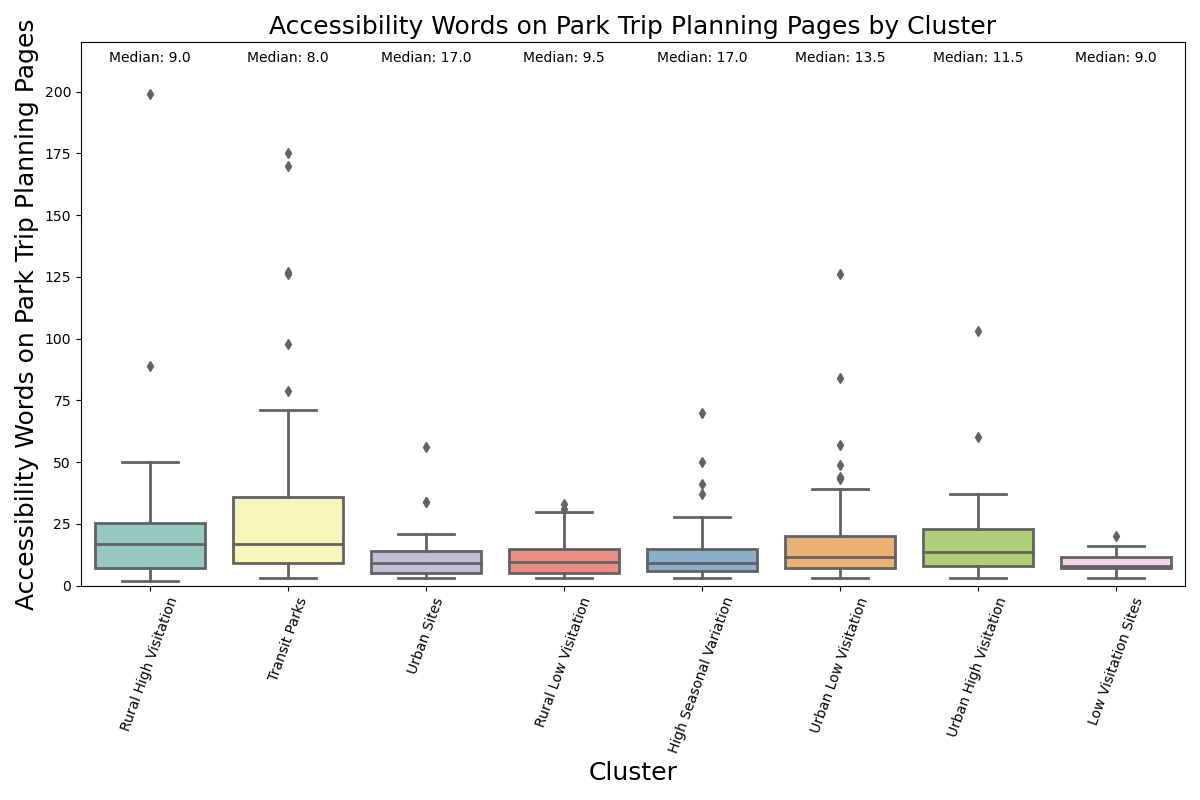 Accessibility Words on Park Trip Planning Pages by Cluster
Median: 9.0 Median: 8.0 Median: 17.0 Median: 9.5 Median: 17.0 Median: 13.5 Median: 11.5 Median: 9.0
Accessibility Words on Park Trip Planning Pages
200
175
150
125
100
75
50
25
0
Rural High Visitation
Transit Parks
Urban Sites
Rural Low Visitation
High Seasonal Variation
Urban Low Visitation
Urban High Visitation
Low Visitation Sites
Cluster